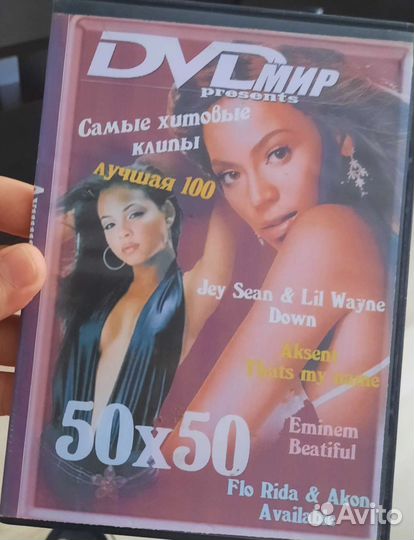 DVD МИР
presents
Самые хитовые
клипы
лучшая 100
Jey Sean & Lil Wayne
Down
Aksent
Thats my name
50x50
Eminem
Beatiful
Flo Rida & Akon
Available
Avito